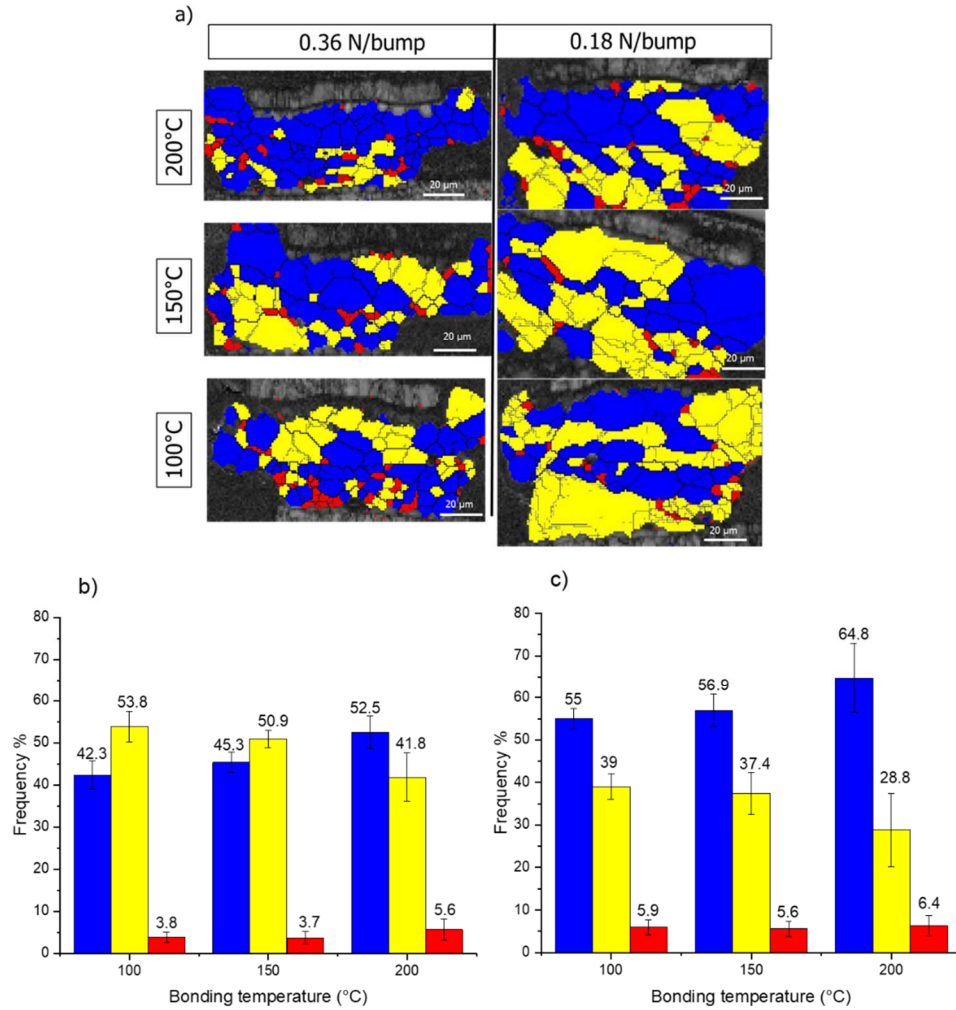 a)
0.36 N/bump
0.18 N/bump
200°C
20 µm
20 µm
150°C
20 µm
20 µm
100°C
20 µm
20 µm
b)
80
70
60
50
40
30
20
10
0
Frequency %
42.3
53.8
3.8
45.3
50.9
3.7
52.5
41.8
5.6
100
150
200
Bonding temperature (°C)
c)
80
70
60
50
40
30
20
10
0
Frequency %
55
39
5.9
56.9
37.4
5.6
64.8
28.8
6.4
100
150
200
Bonding temperature (°C)